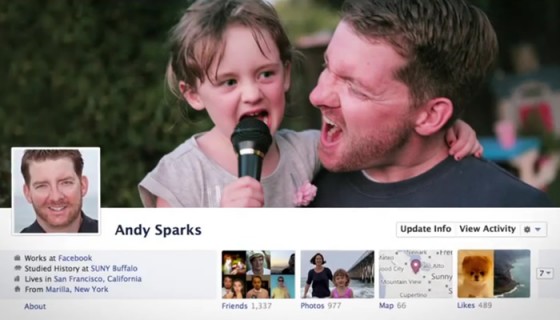 Andy Sparks
Update Info View Activity
Works at Facebook
Studied History at SUNY Buffalo
Lives in San Francisco, California
From Marilla, New York
About
Friends 1,337
Photos 977
Map 66
Likes 489
7
Mountain View
Cupertino
Sunny